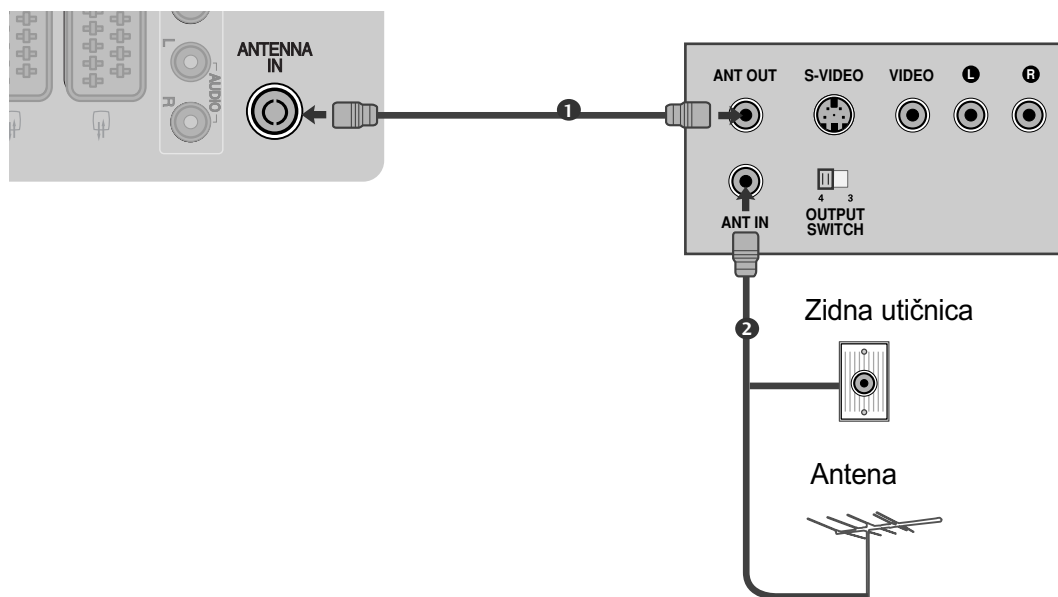 L
R
AUDIO
ANTENNA
IN
1
ANT OUT
S-VIDEO
VIDEO
L
R
ANT IN
4 3
OUTPUT
SWITCH
2
Zidna utičnica
Antena